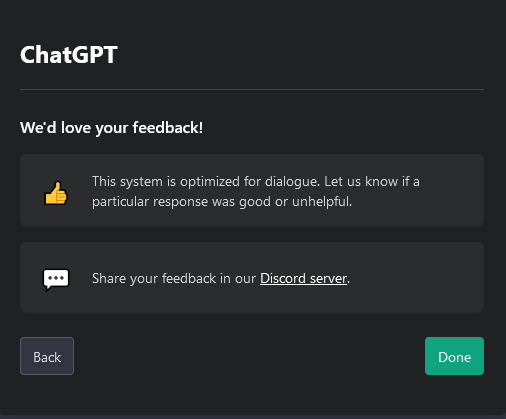 ChatGPT
We'd love your feedback!
This system is optimized for dialogue. Let us know if a
particular response was good or unhelpful.
Share your feedback in our Discord server.
Back
Done